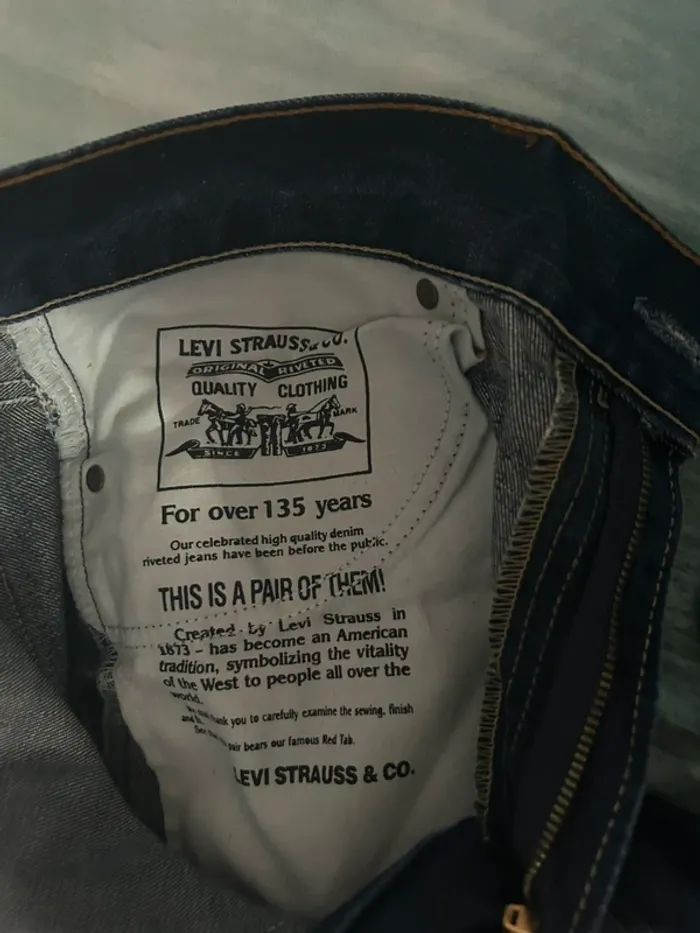 LEVI STRAUSS & CO.
ORIGINAL RIVETED
QUALITY CLOTHING
TRADE MARK
SINCE 1873
For over 135 years
Our celebrated high quality denim
riveted jeans have been before the public.
THIS IS A PAIR OF THEM!
Created by Levi Strauss in
1873 – has become an American
tradition, symbolizing the vitality
of the West to people all over the
world.
you to carefully examine the sewing, finish
and
pair bears our famous Red Tab.
LEVI STRAUSS & CO.